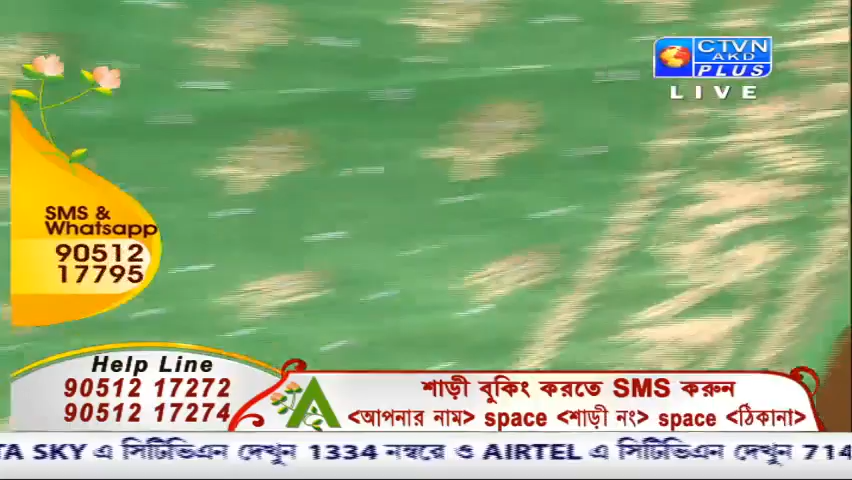 CTVN
AKD
PLUS
LIVE
SMS &
Whatsapp
90512
17795
Help Line
90512 17272
90512 17274
শাড়ী বুকিং করতে SMS করুন
<আপনার নাম> space <শাড়ী নং> space <ঠিকানা>
TA SKY এ সিটিভিএন দেখুন 1334 নম্বরে ও AIRTEL এ সিটিভিএন দেখুন 714